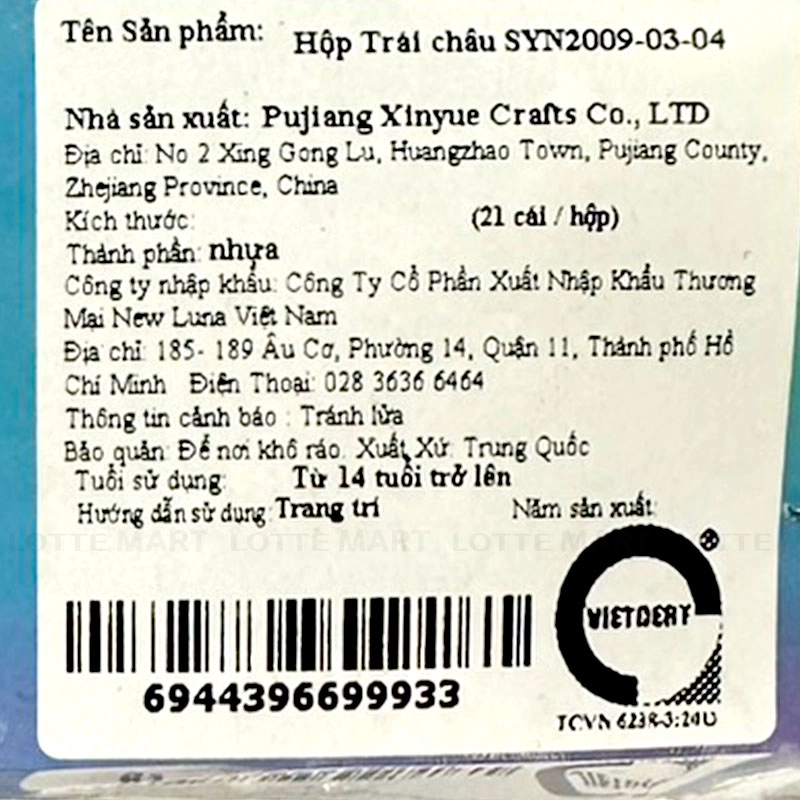 Tên Sản phẩm: Hộp Trái châu SYN2009-03-04
Nhà sản xuất: Pujiang Xinyue Crafts Co., LTD
Địa chỉ: No 2 Xing Gong Lu, Huangzhao Town, Pujiang County,
Zhejiang Province, China
Kích thước: (21 cái / hộp)
Thành phần: nhựa
Công ty nhập khẩu: Công Ty Cổ Phần Xuất Nhập Khẩu Thương
Mại New Luna Việt Nam
Địa chỉ: 185- 189 Âu Cơ, Phường 14, Quận 11, Thành phố Hồ
Chí Minh Điện Thoại: 028 3636 6464
Thông tin cảnh báo : Tránh lửa
Bảo quản: Để nơi khô ráo. Xuất Xứ: Trung Quốc
Tuổi sử dụng: Từ 14 tuổi trở lên
Hướng dẫn sử dụng: Trang trí Năm sản xuất:
LOTTE MART LOTTE MART LOTTE MART LOTTE
®
VIETCERT
6944396699933
TCVN 6238-3: